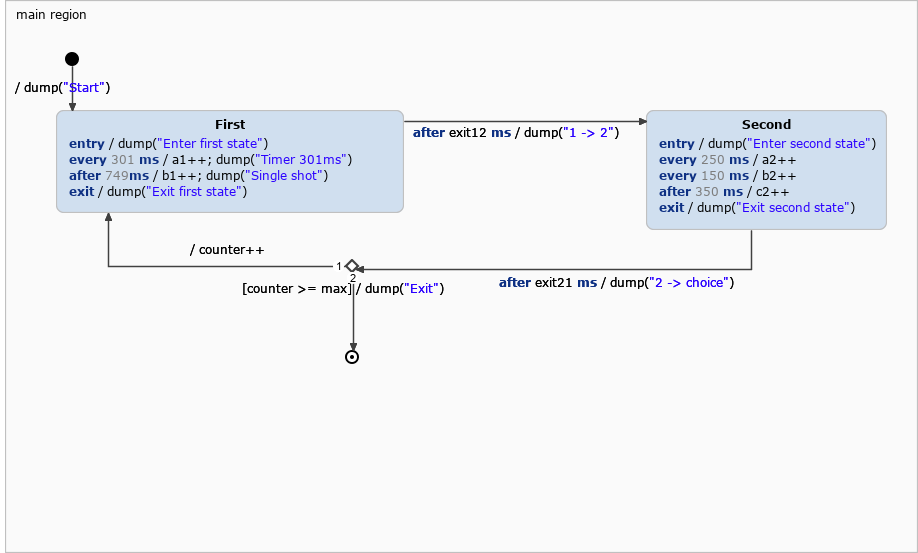 main region
/ dump("Start")
First
entry / dump("Enter first state")
every 301 ms / a1++; dump("Timer 301ms")
after 749ms / b1++; dump("Single shot")
exit / dump("Exit first state")
after exit12 ms / dump("1 -> 2")
Second
entry / dump("Enter second state")
every 250 ms / a2++
every 150 ms / b2++
after 350 ms / c2++
exit / dump("Exit second state")
/ counter++
1
2
[counter >= max] / dump("Exit")
after exit21 ms / dump("2 -> choice")